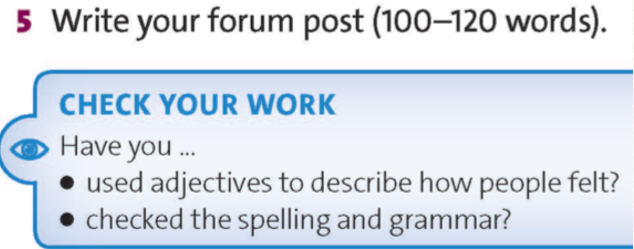 5 Write your forum post (100–120 words).
CHECK YOUR WORK
Have you ...
• used adjectives to describe how people felt?
• checked the spelling and grammar?